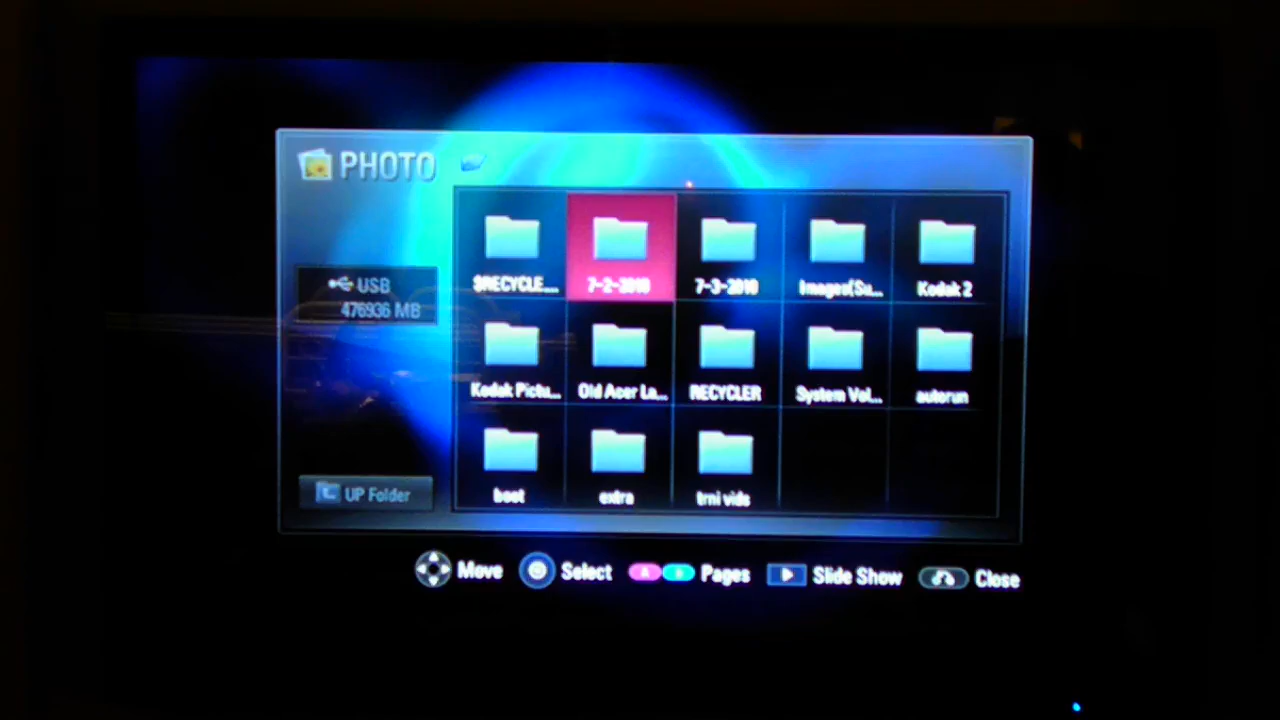 PHOTO
USB
476936 MB
UP Folder
$RECYCLE...
7-2-2010
7-3-2010
Images(Su...
Kodak 2
Kodak Pictu...
Old Acer La...
RECYCLER
System Vol...
autorun
boot
extra
trni vids
Move
Select
A
B
Pages
Slide Show
Close